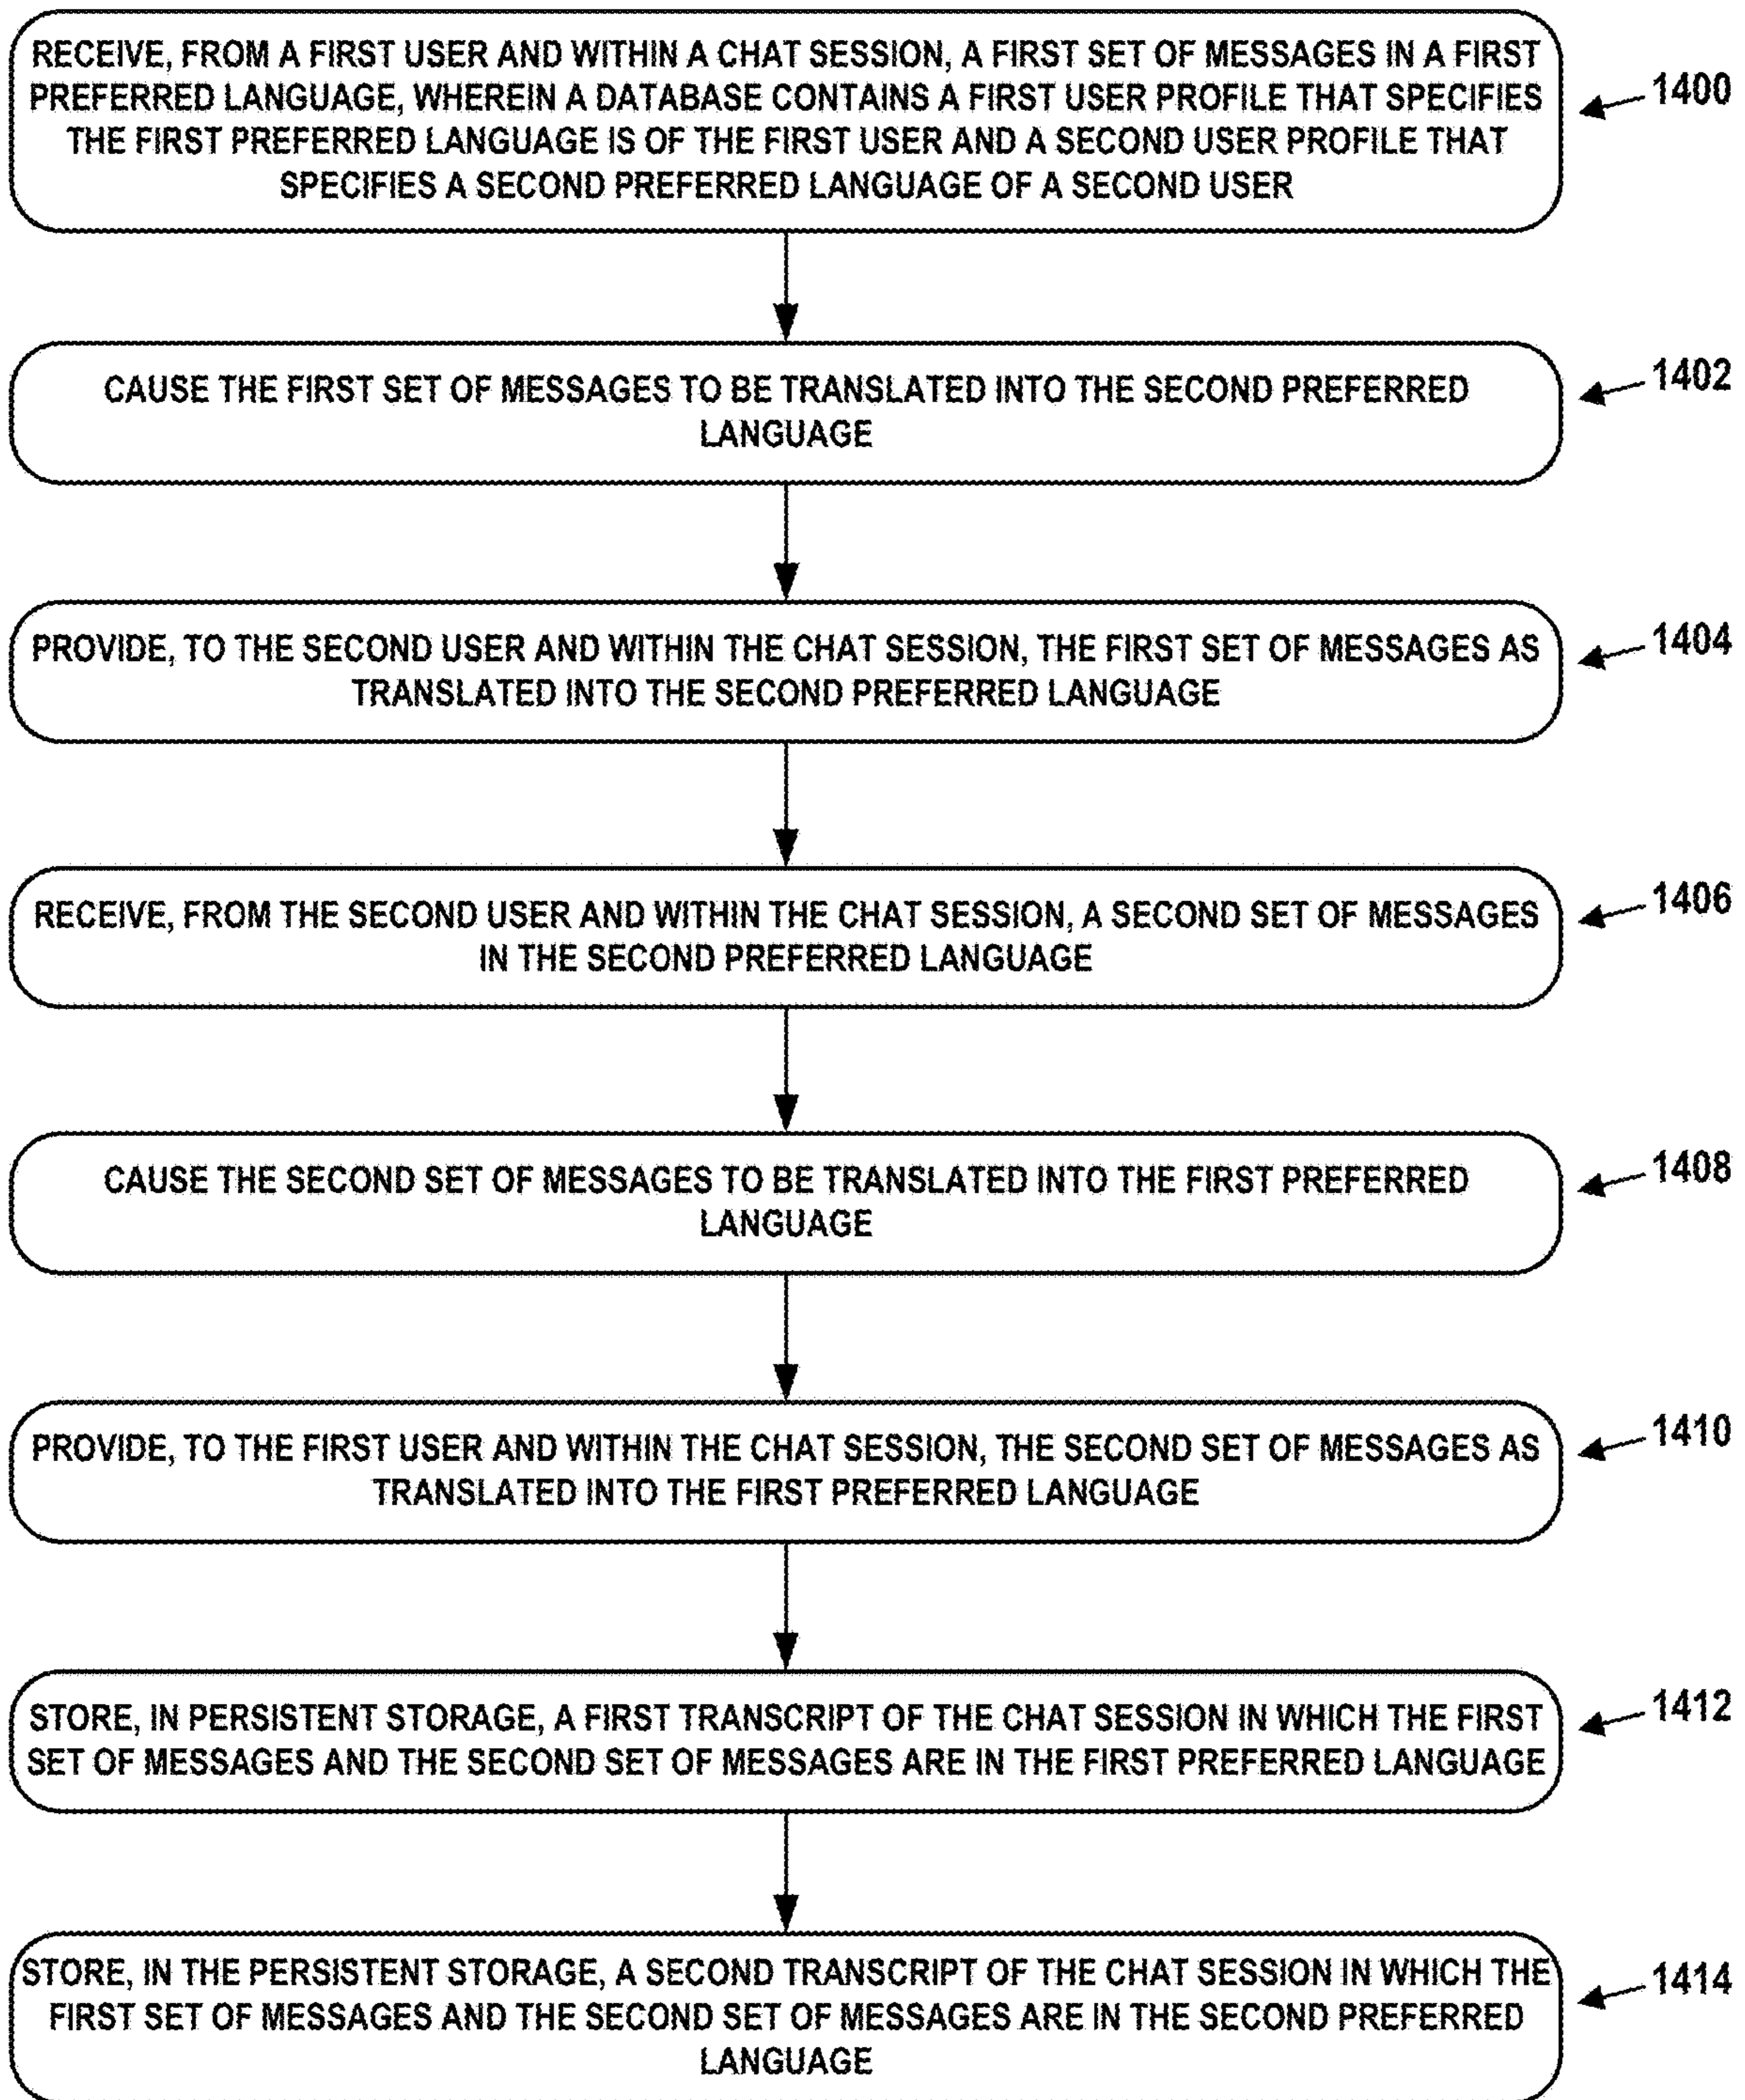 RECEIVE, FROM A FIRST USER AND WITHIN A CHAT SESSION, A FIRST SET OF MESSAGES IN A FIRST
PREFERRED LANGUAGE, WHEREIN A DATABASE CONTAINS A FIRST USER PROFILE THAT SPECIFIES
THE FIRST PREFERRED LANGUAGE IS OF THE FIRST USER AND A SECOND USER PROFILE THAT
SPECIFIES A SECOND PREFERRED LANGUAGE OF A SECOND USER
1400
CAUSE THE FIRST SET OF MESSAGES TO BE TRANSLATED INTO THE SECOND PREFERRED
LANGUAGE
1402
PROVIDE, TO THE SECOND USER AND WITHIN THE CHAT SESSION, THE FIRST SET OF MESSAGES AS
TRANSLATED INTO THE SECOND PREFERRED LANGUAGE
1404
RECEIVE, FROM THE SECOND USER AND WITHIN THE CHAT SESSION, A SECOND SET OF MESSAGES
IN THE SECOND PREFERRED LANGUAGE
1406
CAUSE THE SECOND SET OF MESSAGES TO BE TRANSLATED INTO THE FIRST PREFERRED
LANGUAGE
1408
PROVIDE, TO THE FIRST USER AND WITHIN THE CHAT SESSION, THE SECOND SET OF MESSAGES AS
TRANSLATED INTO THE FIRST PREFERRED LANGUAGE
1410
STORE, IN PERSISTENT STORAGE, A FIRST TRANSCRIPT OF THE CHAT SESSION IN WHICH THE FIRST
SET OF MESSAGES AND THE SECOND SET OF MESSAGES ARE IN THE FIRST PREFERRED LANGUAGE
1412
STORE, IN THE PERSISTENT STORAGE, A SECOND TRANSCRIPT OF THE CHAT SESSION IN WHICH THE
FIRST SET OF MESSAGES AND THE SECOND SET OF MESSAGES ARE IN THE SECOND PREFERRED
LANGUAGE
1414